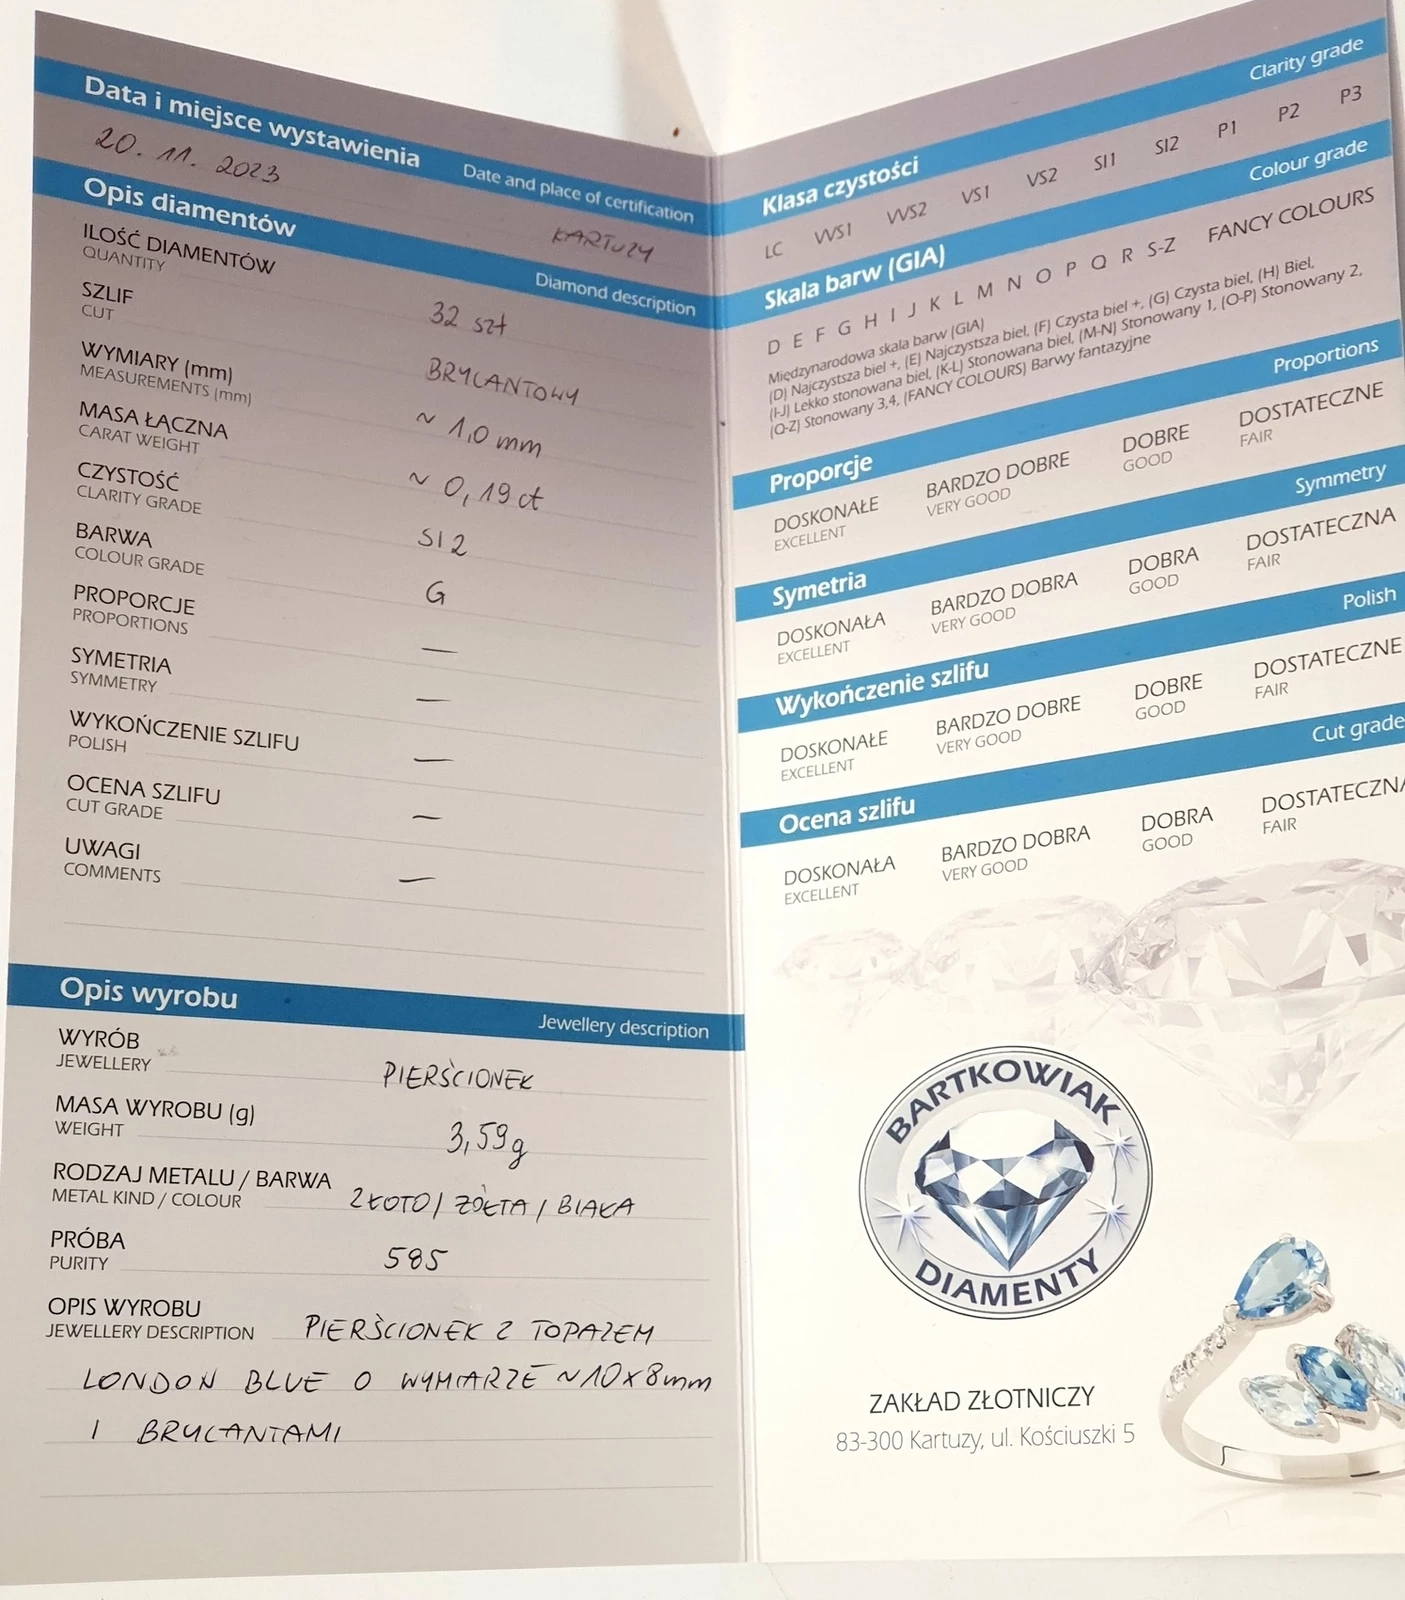 Data i miejsce wystawienia
Date and place of certification
20. 11. 2023
KARTUZY
Opis diamentów
Diamond description
ILOŚĆ DIAMENTÓW
QUANTITY
32 szt
SZLIF
CUT
BRYLANTOWY
WYMIARY (mm)
MEASUREMENTS (mm)
~ 1,0 mm
MASA ŁĄCZNA
CARAT WEIGHT
~ 0,19 ct
CZYSTOŚĆ
CLARITY GRADE
SI2
BARWA
COLOUR GRADE
G
PROPORCJE
PROPORTIONS
—
SYMETRIA
SYMMETRY
—
WYKOŃCZENIE SZLIFU
POLISH
—
OCENA SZLIFU
CUT GRADE
—
UWAGI
COMMENTS
—
Opis wyrobu
Jewellery description
WYRÓB
JEWELLERY
PIERŚCIONEK
MASA WYROBU (g)
WEIGHT
3,59g
RODZAJ METALU / BARWA
METAL KIND / COLOUR
ZŁOTO / ŻÓŁTA / BIAŁA
PRÓBA
PURITY
585
OPIS WYROBU
JEWELLERY DESCRIPTION
PIERŚCIONEK Z TOPAZEM
LONDON BLUE O WYMIARZE ~10x8mm
I BRYLANTAMI
Klasa czystości
Clarity grade
LC VVS1 VVS2 VS1 VS2 SI1 SI2 P1 P2 P3
Skala barw (GIA)
Colour grade
D E F G H I J K L M N O P Q R S-Z FANCY COLOURS
Międzynarodowa skala barw (GIA)
(D) Najczystsza biel +, (E) Najczystsza biel, (F) Czysta biel +, (G) Czysta biel, (H) Biel,
(I-J) Lekko stonowana biel, (K-L) Stonowana biel, (M-N) Stonowany 1, (O-P) Stonowany 2,
(Q-Z) Stonowany 3,4, (FANCY COLOURS) Barwy fantazyjne
Proporcje
Proportions
DOSKONAŁE BARDZO DOBRE DOBRE DOSTATECZNE
EXCELLENT VERY GOOD GOOD FAIR
Symetria
Symmetry
DOSKONAŁA BARDZO DOBRA DOBRA DOSTATECZNA
EXCELLENT VERY GOOD GOOD FAIR
Wykończenie szlifu
Polish
DOSKONAŁE BARDZO DOBRE DOBRE DOSTATECZNE
EXCELLENT VERY GOOD GOOD FAIR
Ocena szlifu
Cut grade
DOSKONAŁA BARDZO DOBRA DOBRA DOSTATECZNA
EXCELLENT VERY GOOD GOOD FAIR
BARTKOWIAK
DIAMENTY
ZAKŁAD ZŁOTNICZY
83-300 Kartuzy, ul. Kościuszki 5